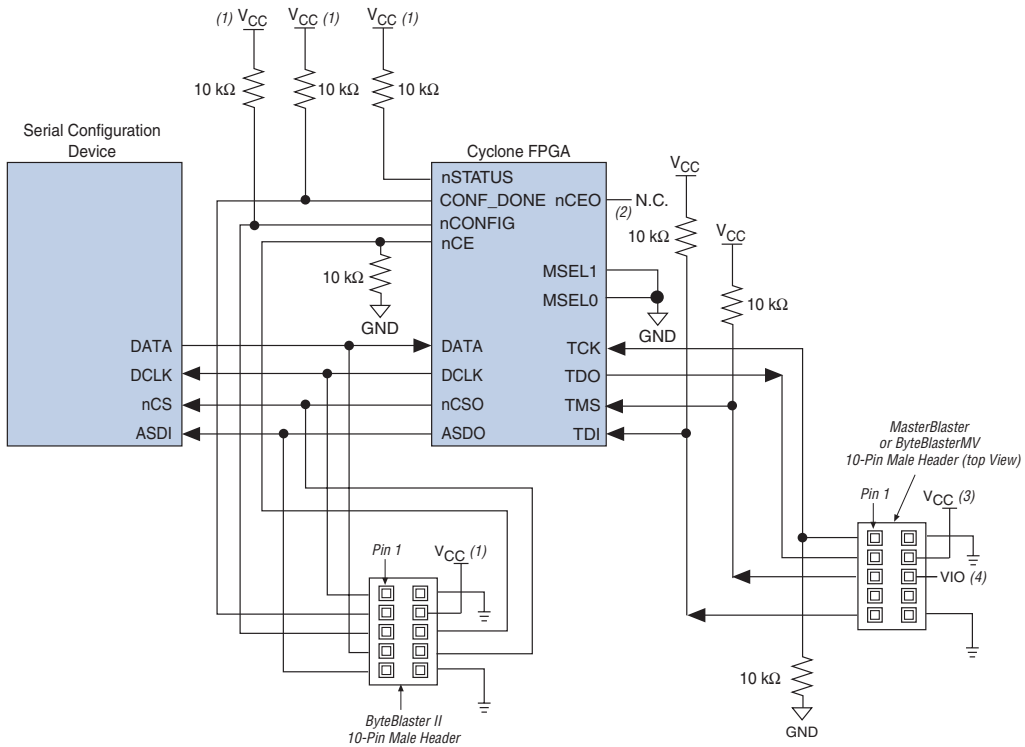 (1) VCC
VCC (1)
VCC (1)
10 kΩ
10 kΩ
10 kΩ
Serial Configuration
Device
Cyclone FPGA
nSTATUS
CONF_DONE
nCONFIG
nCE
nCEO
(2)
N.C.
MSEL1
MSEL0
GND
10 kΩ
GND
VCC
10 kΩ
VCC
10 kΩ
DATA
DCLK
nCS
ASDI
DATA
DCLK
nCSO
ASDO
TCK
TDO
TMS
TDI
MasterBlaster
or ByteBlasterMV
10-Pin Male Header (top View)
Pin 1
VCC (3)
VIO (4)
Pin 1
VCC (1)
10 kΩ
GND
ByteBlaster II
10-Pin Male Header